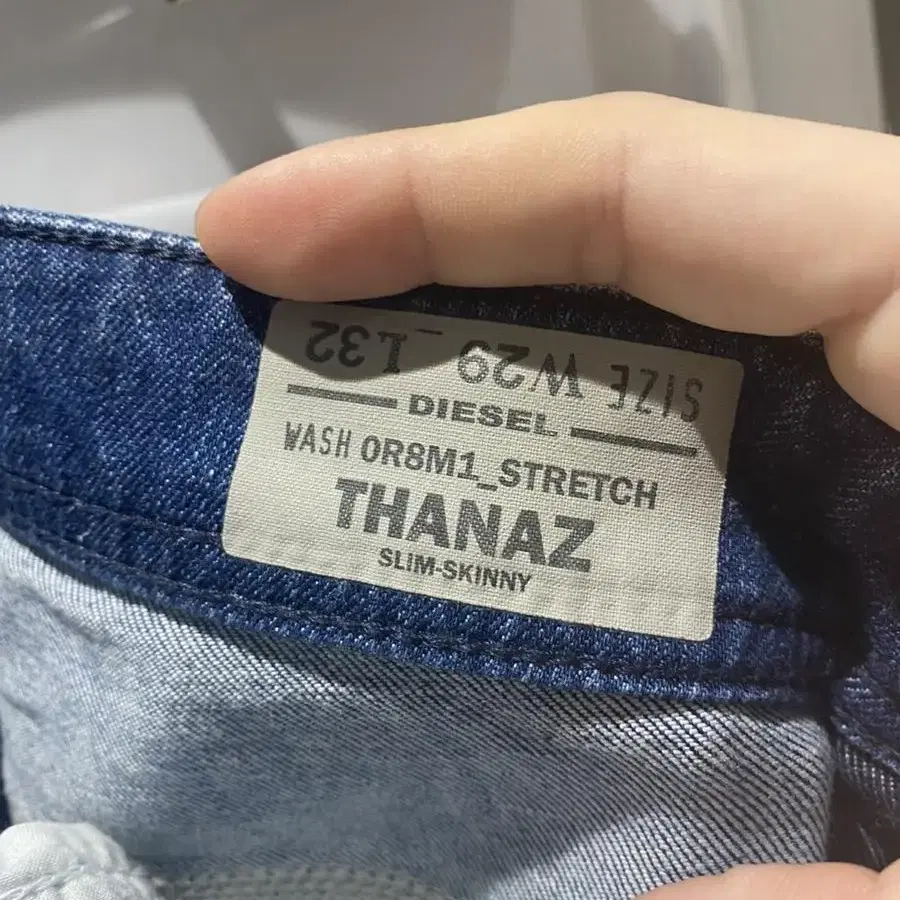 SIZE W29_L32
DIESEL
WASH 0R8M1_STRETCH
THANAZ
SLIM-SKINNY